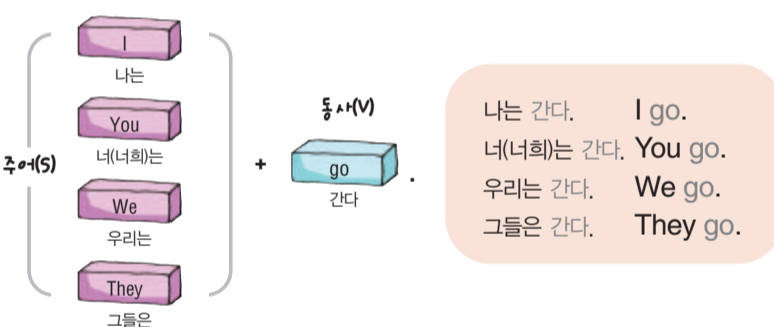 주어(S)
I
나는
You
너(너희)는
We
우리는
They
그들은
+
동사(V)
go
간다
.
나는 간다. I go.
너(너희)는 간다. You go.
우리는 간다. We go.
그들은 간다. They go.